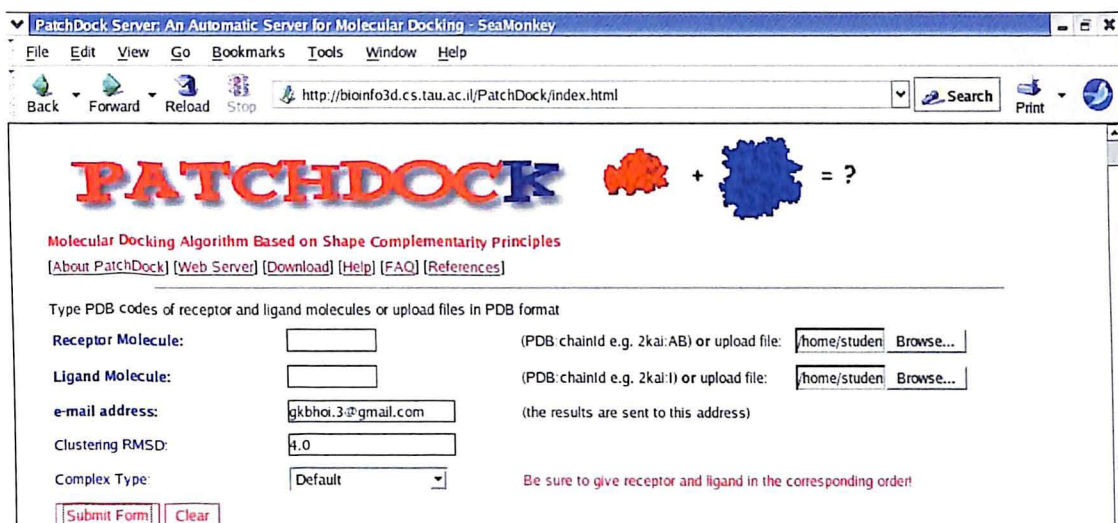 PatchDock Server: An Automatic Server for Molecular Docking - SeaMonkey
File Edit View Go Bookmarks Tools Window Help
Back Forward Reload Stop http://bioinfo3d.cs.tau.ac.il/PatchDock/index.html Search Print
PATCHDOCK + = ?
Molecular Docking Algorithm Based on Shape Complementarity Principles
[About PatchDock] [Web Server] [Download] [Help] [FAQ] [References]
Type PDB codes of receptor and ligand molecules or upload files in PDB format
Receptor Molecule: (PDB:chainId e.g. 2kai:AB) or upload file: /home/studen Browse...
Ligand Molecule: (PDB:chainId e.g. 2kai:I) or upload file: /home/studen Browse...
e-mail address: gkbhoi.3@gmail.com (the results are sent to this address)
Clustering RMSD: 4.0
Complex Type: Default Be sure to give receptor and ligand in the corresponding order!
Submit Form Clear